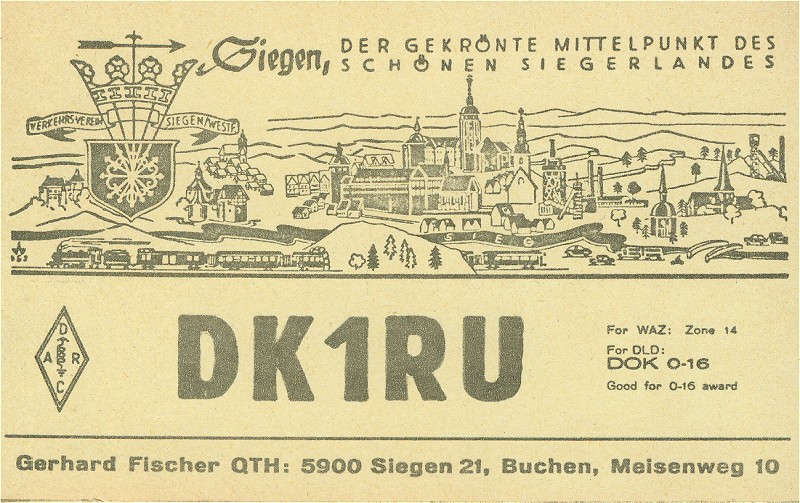 Siegen, DER GEKRÖNTE MITTELPUNKT DES
SCHÖNEN SIEGERLANDES
VERKEHRSVEREIN SIEGEN/WESTF.
SIEG
DARC
DK1RU
For WAZ: Zone 14
For DLD:
DOK O-16
Good for O-16 award
Gerhard Fischer QTH: 5900 Siegen 21, Buchen, Meisenweg 10